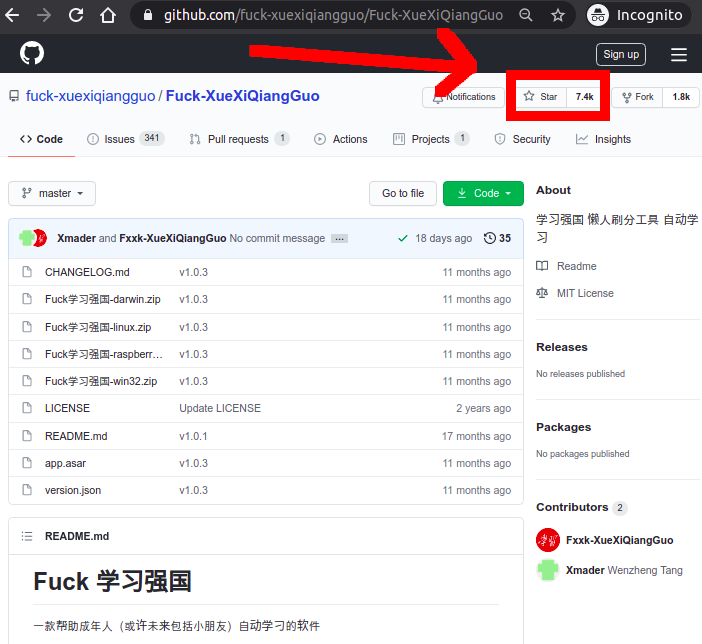 github.com/fuck-xuexiqiangguo/Fuck-XueXiQiangGuo
Incognito
Sign up
fuck-xuexiqiangguo / Fuck-XueXiQiangGuo
Notifications
Star 7.4k
Fork 1.8k
Code
Issues 341
Pull requests 1
Actions
Projects 1
Security
Insights
master
Go to file
Code
Xmader and Fxxk-XueXiQiangGuo No commit message ... 18 days ago 35
CHANGELOG.md v1.0.3 11 months ago
Fuck学习强国-darwin.zip v1.0.3 11 months ago
Fuck学习强国-linux.zip v1.0.3 11 months ago
Fuck学习强国-raspberr... v1.0.3 11 months ago
Fuck学习强国-win32.zip v1.0.3 11 months ago
LICENSE Update LICENSE 2 years ago
README.md v1.0.1 17 months ago
app.asar v1.0.3 11 months ago
version.json v1.0.3 11 months ago
README.md
Fuck 学习强国
一款帮助成年人（或许未来包括小朋友）自动学习的软件
About
学习强国 懒人刷分工具 自动学
习
Readme
MIT License
Releases
No releases published
Packages
No packages published
Contributors 2
Fxxk-XueXiQiangGuo
Xmader Wenzheng Tang